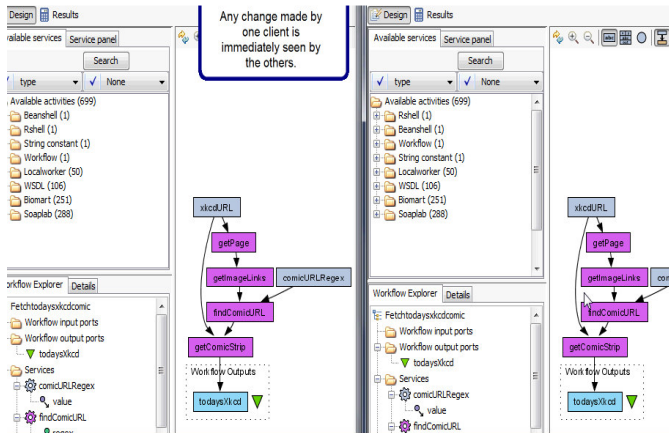 Design Results
Available services Service panel
Search
type None
Available activities (699)
Beanshell (1)
Rshell (1)
String constant (1)
Workflow (1)
Localworker (50)
WSDL (106)
Biomart (251)
Soaplab (288)
Workflow Explorer Details
Fetchtodaysxkcdcomic
Workflow input ports
Workflow output ports
todaysXkcd
Services
comicURLRegex
value
findComicURL
regex
Any change made by
one client is
immediately seen by
the others.
xkcdURL
getPage
getImageLinks comicURLRegex
findComicURL
getComicStrip
Workflow Outputs
todaysXkcd
Design Results
Available services Service panel
Search
type None
Available activities (699)
Rshell (1)
Beanshell (1)
Workflow (1)
String constant (1)
Localworker (50)
WSDL (106)
Biomart (251)
Soaplab (288)
Workflow Explorer Details
Fetchtodaysxkcdcomic
Workflow input ports
Workflow output ports
todaysXkcd
Services
comicURLRegex
value
findComicURL
xkcdURL
getPage
getImageLinks com
findComicURL
getComicStrip
Workflow Outputs
todaysXkcd